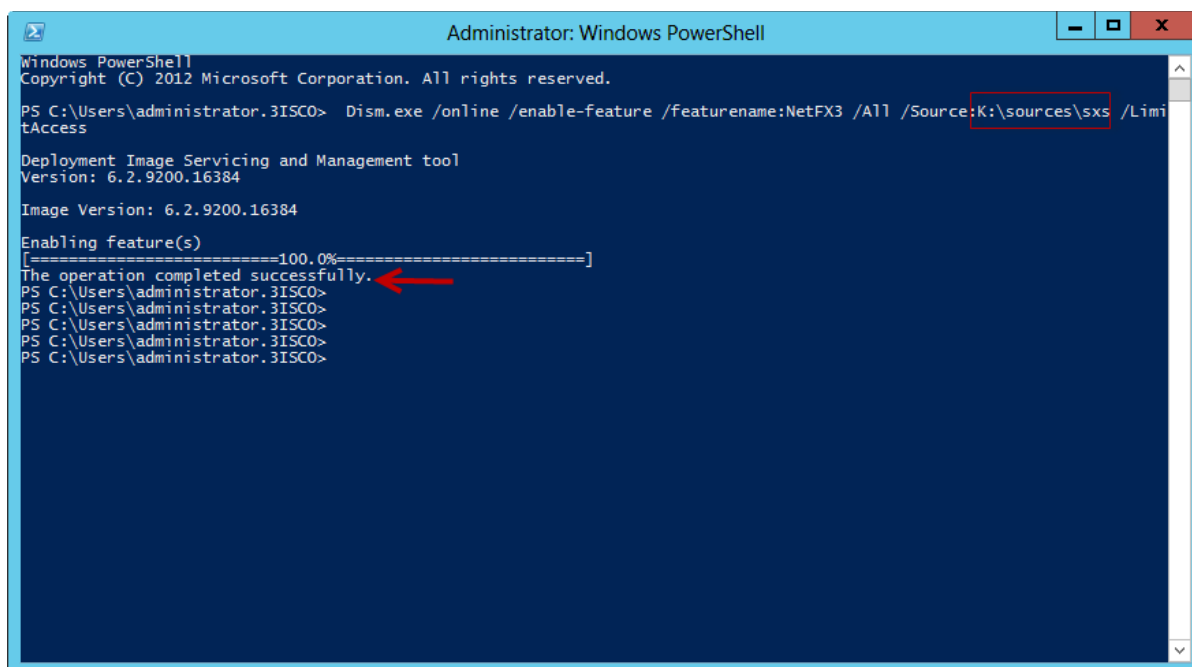 Administrator: Windows PowerShell
Windows PowerShell
Copyright (C) 2012 Microsoft Corporation. All rights reserved.
PS C:\Users\administrator.3ISCO>  Dism.exe /online /enable-feature /featurename:NetFX3 /All /Source:K:\sources\sxs /Limi
tAccess
Deployment Image Servicing and Management tool
Version: 6.2.9200.16384
Image Version: 6.2.9200.16384
Enabling feature(s)
[==========================100.0%==========================]
The operation completed successfully.
PS C:\Users\administrator.3ISCO>
PS C:\Users\administrator.3ISCO>
PS C:\Users\administrator.3ISCO>
PS C:\Users\administrator.3ISCO>
PS C:\Users\administrator.3ISCO>